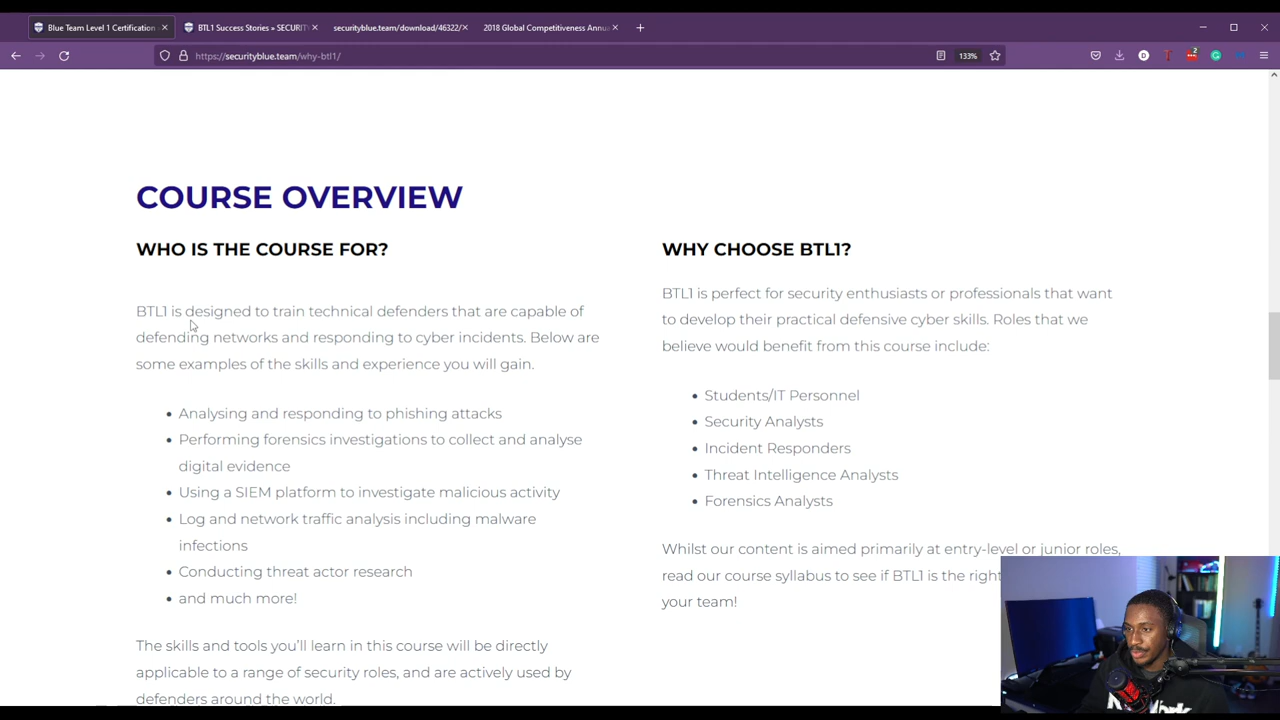 Blue Team Level 1 Certification
BTL1 Success Stories » SECURITY
securityblue.team/download/46322/
2018 Global Competitiveness Annu
https://securityblue.team/why-btl1/
133%
COURSE OVERVIEW
WHO IS THE COURSE FOR?
BTL1 is designed to train technical defenders that are capable of
defending networks and responding to cyber incidents. Below are
some examples of the skills and experience you will gain.
• Analysing and responding to phishing attacks
• Performing forensics investigations to collect and analyse
digital evidence
• Using a SIEM platform to investigate malicious activity
• Log and network traffic analysis including malware
infections
• Conducting threat actor research
• and much more!
The skills and tools you'll learn in this course will be directly
applicable to a range of security roles, and are actively used by
defenders around the world.
WHY CHOOSE BTL1?
BTL1 is perfect for security enthusiasts or professionals that want
to develop their practical defensive cyber skills. Roles that we
believe would benefit from this course include:
• Students/IT Personnel
• Security Analysts
• Incident Responders
• Threat Intelligence Analysts
• Forensics Analysts
Whilst our content is aimed primarily at entry-level or junior roles,
read our course syllabus to see if BTL1 is the right
your team!